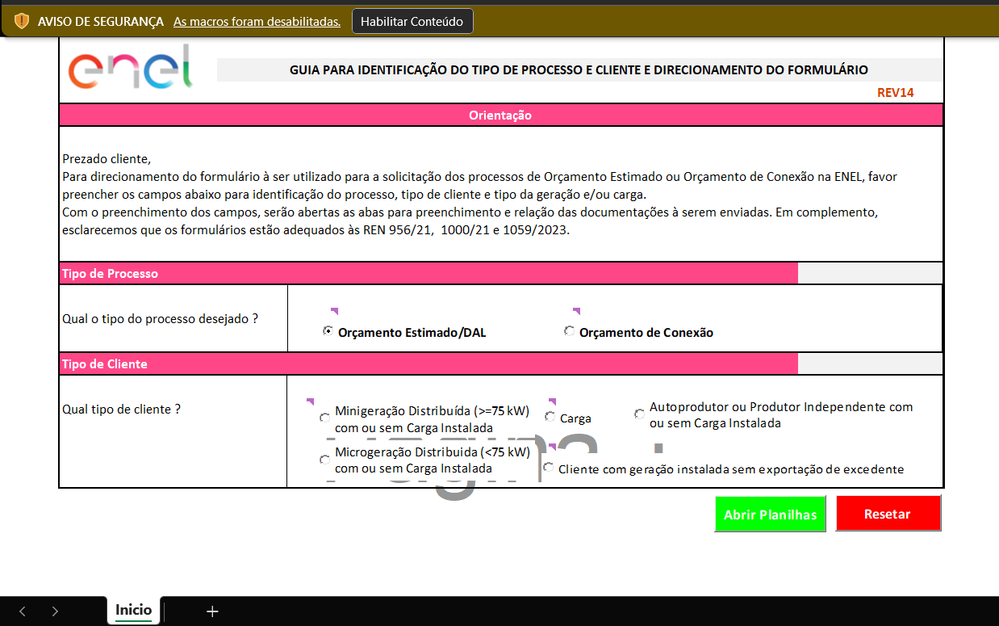 AVISO DE SEGURANÇA As macros foram desabilitadas. Habilitar Conteúdo
enel
GUIA PARA IDENTIFICAÇÃO DO TIPO DE PROCESSO E CLIENTE E DIRECIONAMENTO DO FORMULÁRIO
REV14
Orientação
Prezado cliente,
Para direcionamento do formulário à ser utilizado para a solicitação dos processos de Orçamento Estimado ou Orçamento de Conexão na ENEL, favor
preencher os campos abaixo para identificação do processo, tipo de cliente e tipo da geração e/ou carga.
Com o preenchimento dos campos, serão abertas as abas para preenchimento e relação das documentações à serem enviadas. Em complemento,
esclarecemos que os formulários estão adequados às REN 956/21, 1000/21 e 1059/2023.
Tipo de Processo
Qual o tipo do processo desejado ?
Orçamento Estimado/DAL
Orçamento de Conexão
Tipo de Cliente
Qual tipo de cliente ?
Minigeração Distribuída (>=75 kW)
com ou sem Carga Instalada
Carga
Autoprodutor ou Produtor Independente com
ou sem Carga Instalada
Microgeração Distribuida (<75 kW)
com ou sem Carga Instalada
Cliente com geração instalada sem exportação de excedente
Abrir Planilhas
Resetar
Inicio